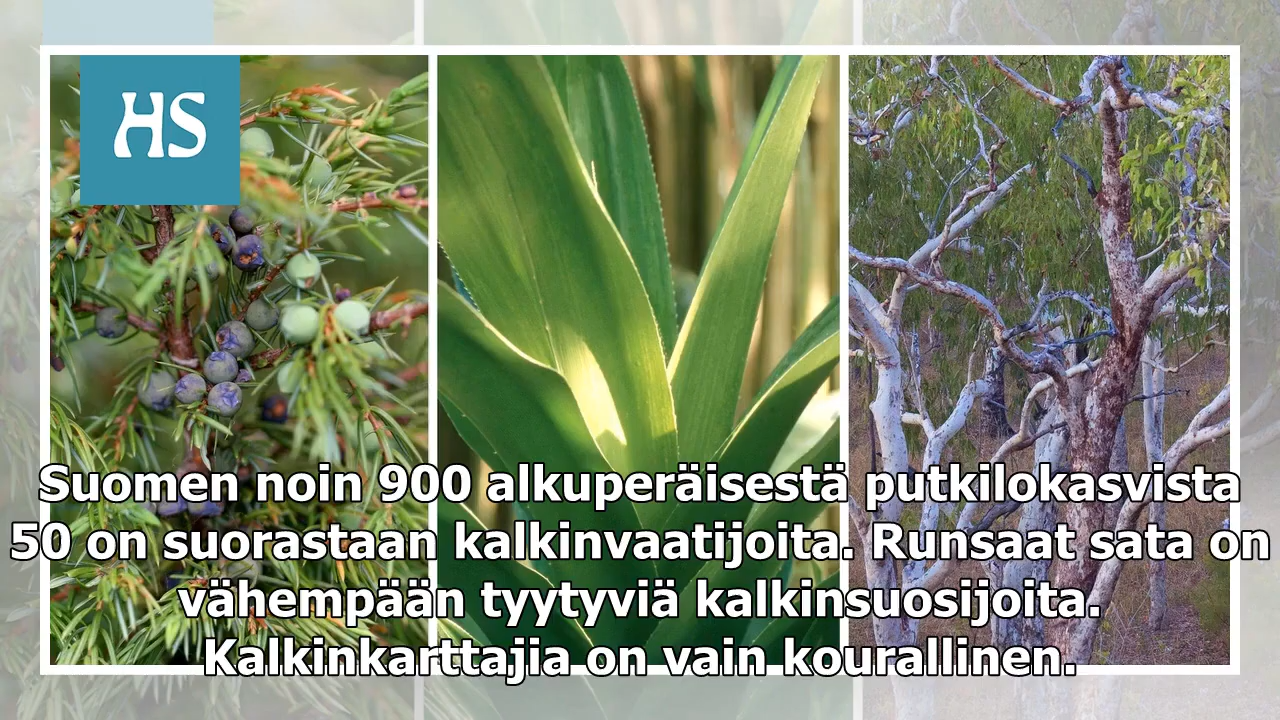 HS
Suomen noin 900 alkuperäisestä putkilokasvista
50 on suorastaan kalkinvaatijoita. Runsaat sata on
vähempään tyytyviä kalkinsuosijoita.
Kalkinkarttajia on vain kourallinen.